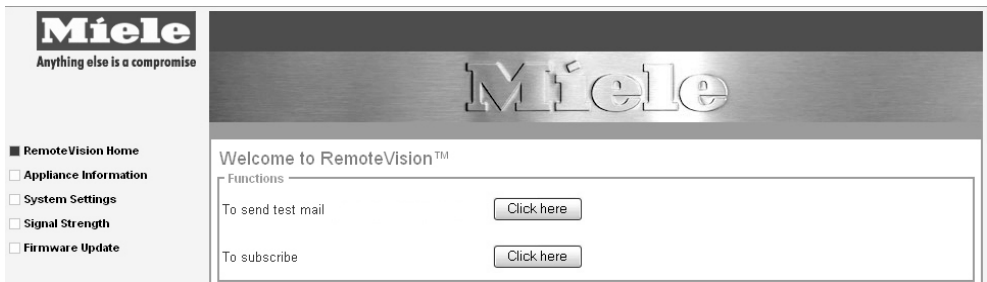 Miele
Anything else is a compromise
Miele
RemoteVision Home
Appliance Information
System Settings
Signal Strength
Firmware Update
Welcome to RemoteVision™
Functions
To send test mail Click here
To subscribe Click here